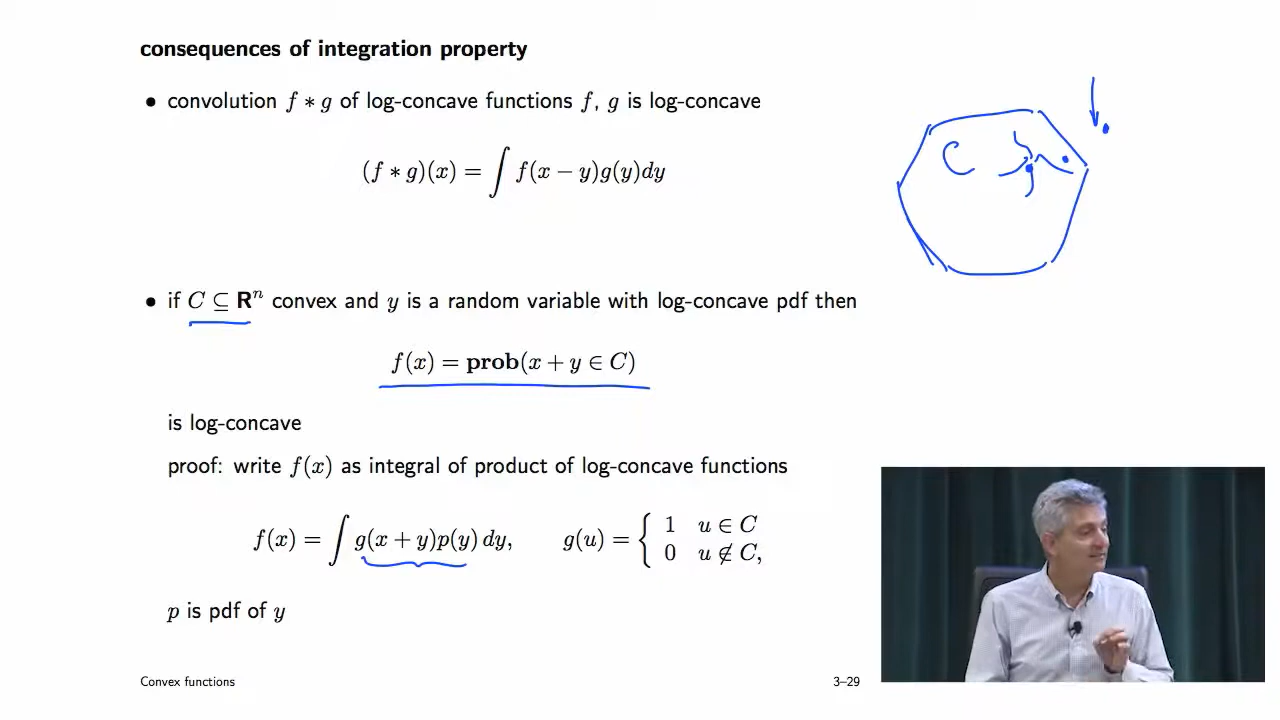 consequences of integration property
• convolution f ∗ g of log-concave functions f, g is log-concave
(f ∗ g)(x) = ∫ f(x − y)g(y)dy
C
• if C ⊆ Rⁿ convex and y is a random variable with log-concave pdf then
f(x) = prob(x + y ∈ C)
is log-concave
proof: write f(x) as integral of product of log-concave functions
f(x) = ∫ g(x + y)p(y) dy, g(u) = { 1 u ∈ C
0 u ∉ C,
p is pdf of y
Convex functions 3–29